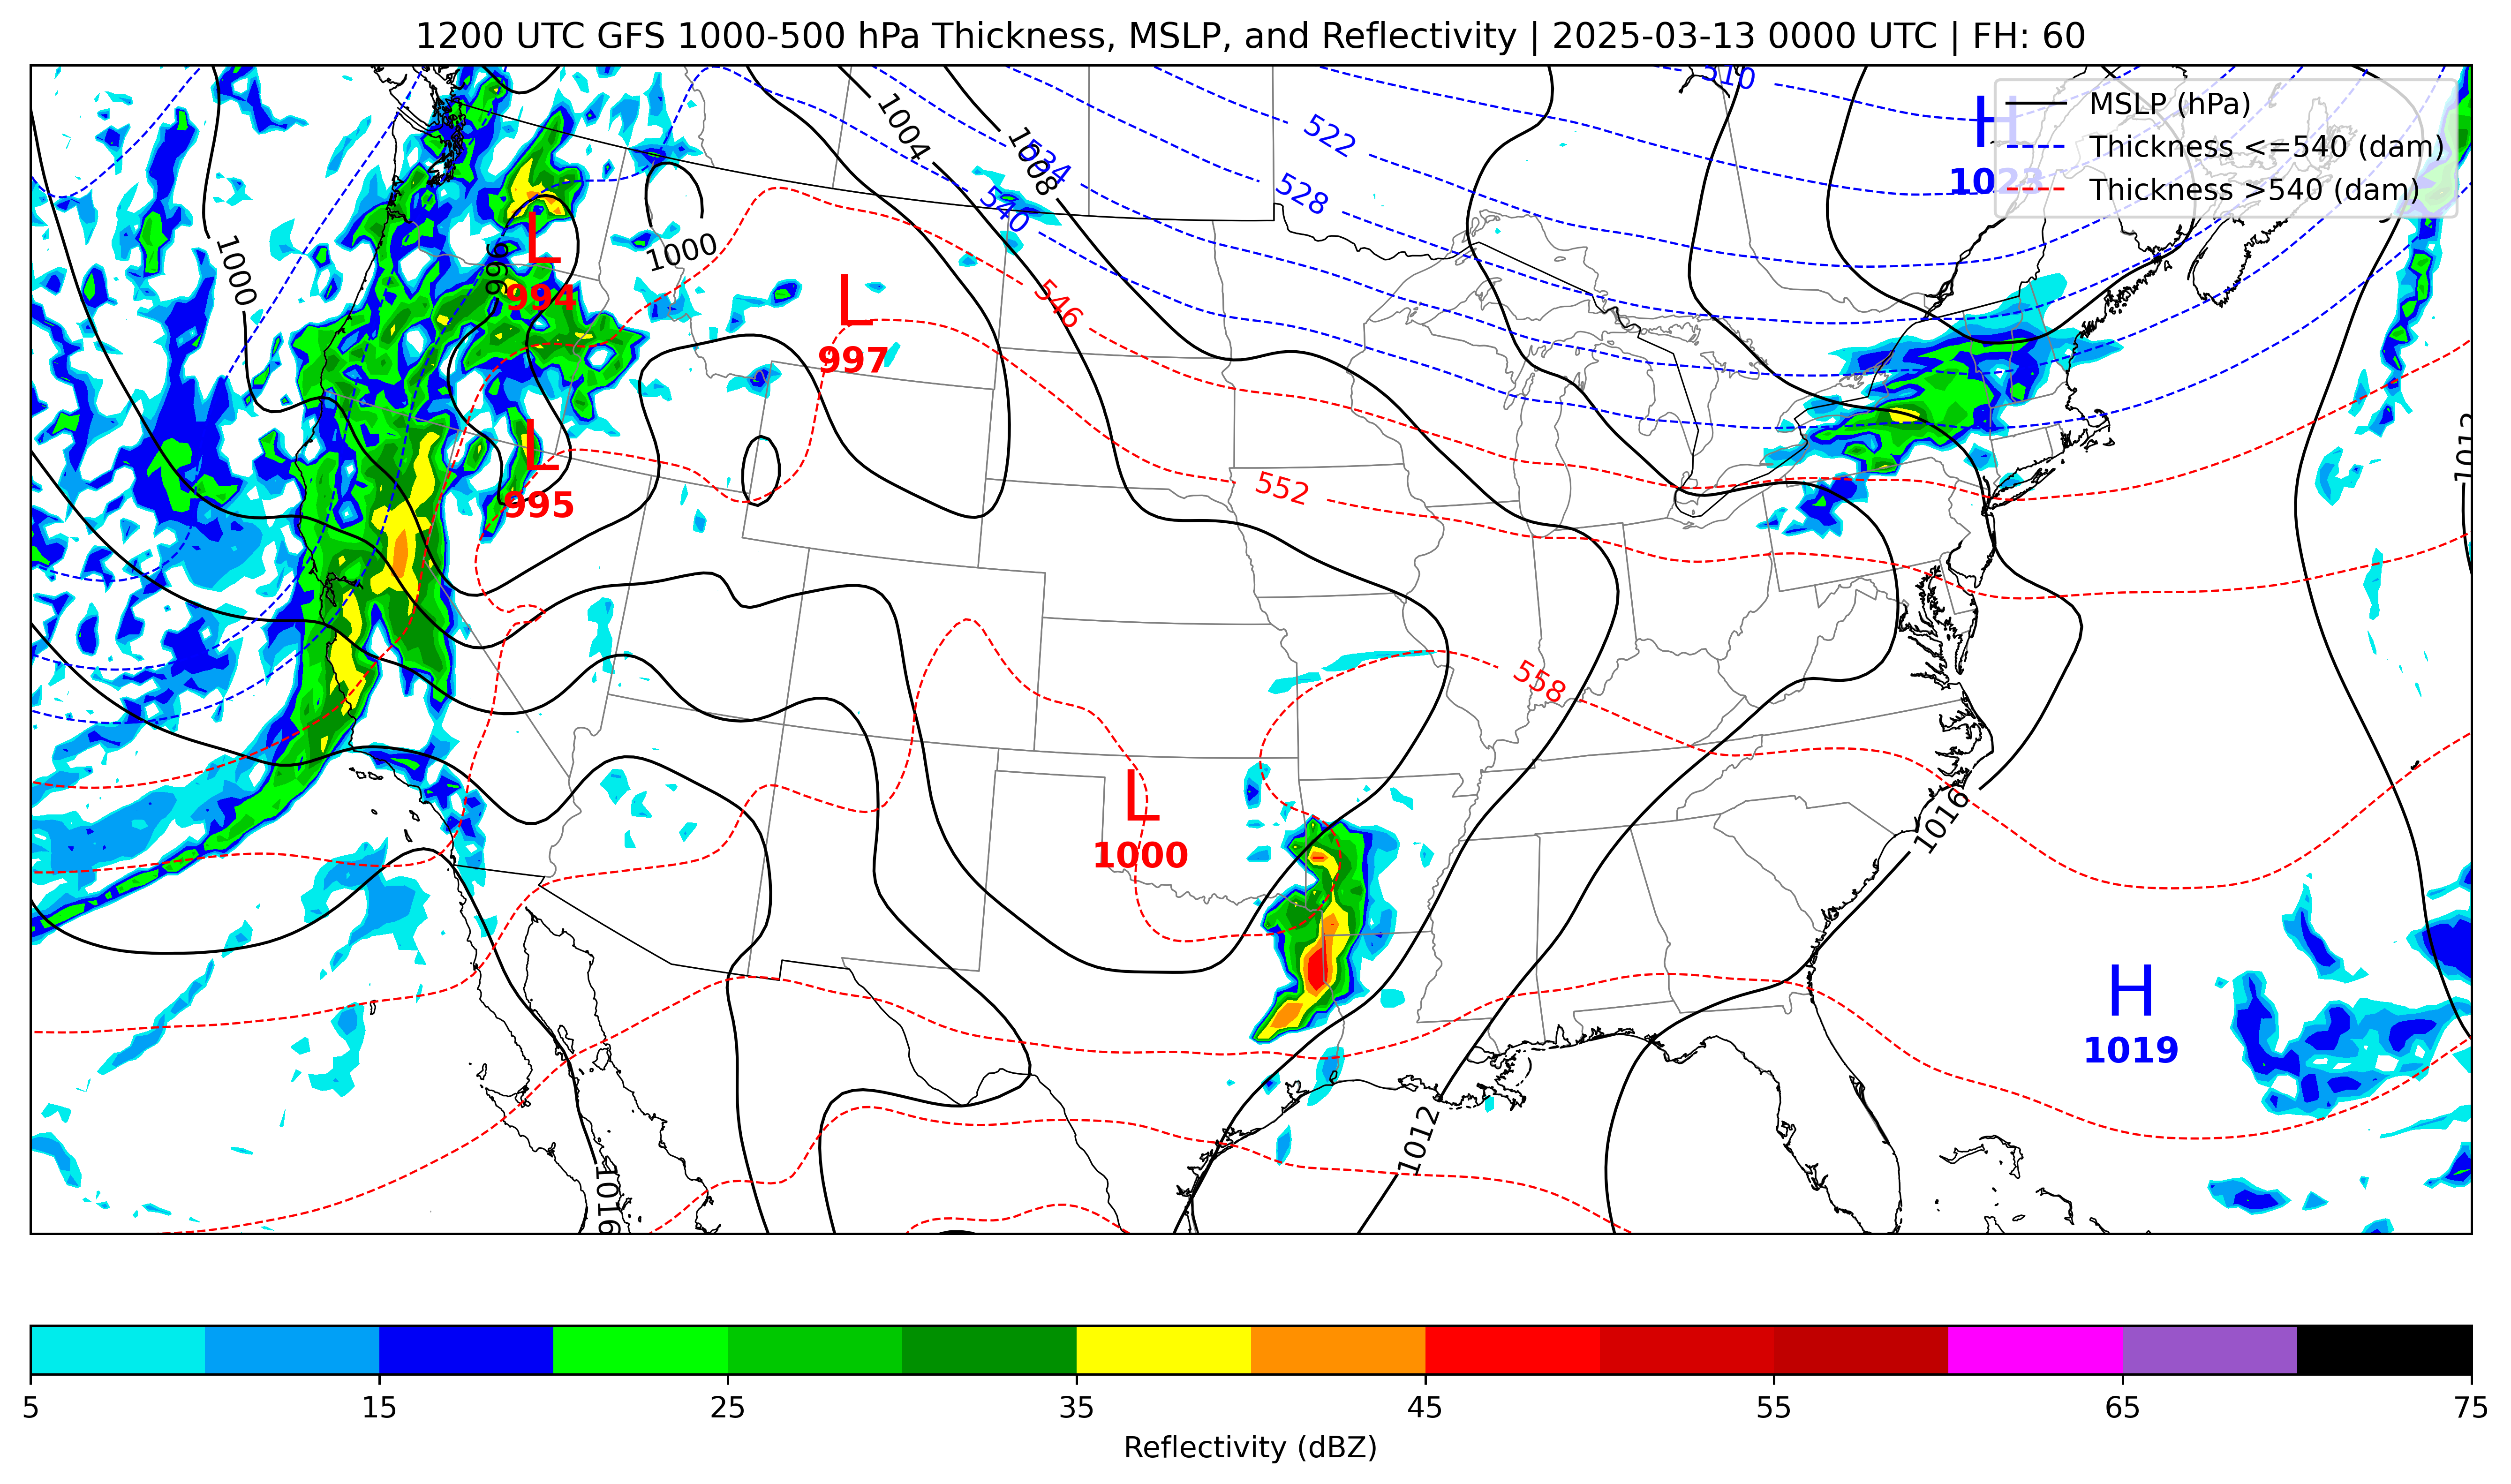 1200 UTC GFS 1000-500 hPa Thickness, MSLP, and Reflectivity | 2025-03-13 0000 UTC | FH: 60
510
H
1023
MSLP (hPa)
Thickness <=540 (dam)
Thickness >540 (dam)
1004
1008
522
534
528
540
1000
1000
996
L
994
L
997
546
1012
L
995
552
558
L
1000
1016
H
1019
1012
1016
5
15
25
35
45
55
65
75
Reflectivity (dBZ)